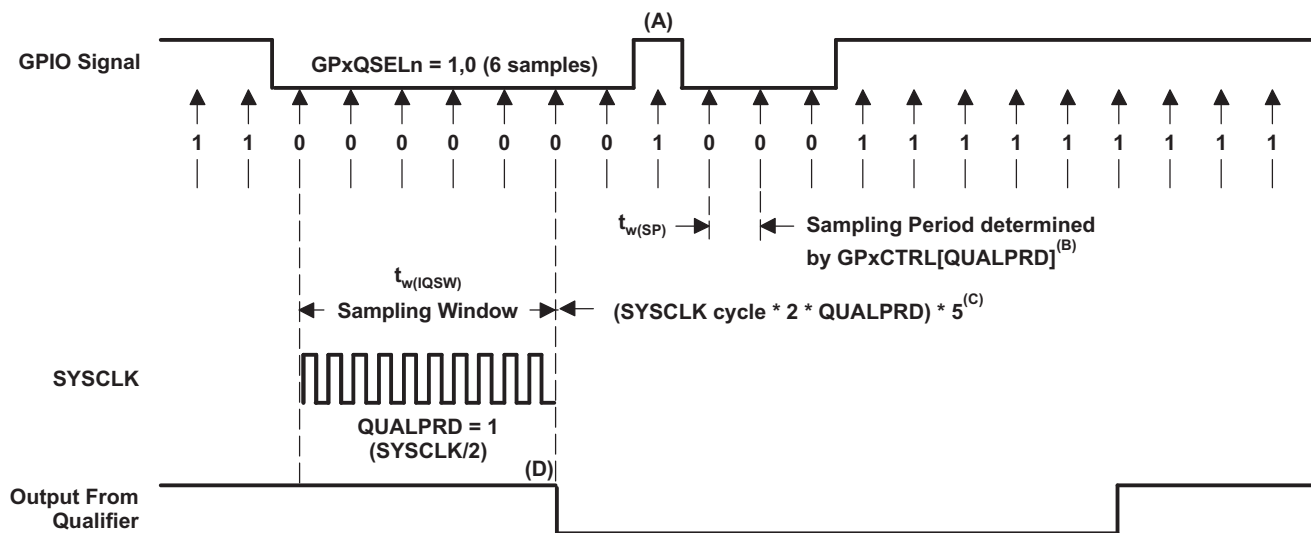 (A)
GPIO Signal
GPxQSELn = 1,0 (6 samples)
1 1 0 0 0 0 0 0 0 1 0 0 0 1 1 1 1 1 1 1 1 1
tw(SP)
Sampling Period determined
by GPxCTRL[QUALPRD](B)
tw(IQSW)
Sampling Window
(SYSCLK cycle * 2 * QUALPRD) * 5(C)
SYSCLK
QUALPRD = 1
(SYSCLK/2)
(D)
Output From
Qualifier